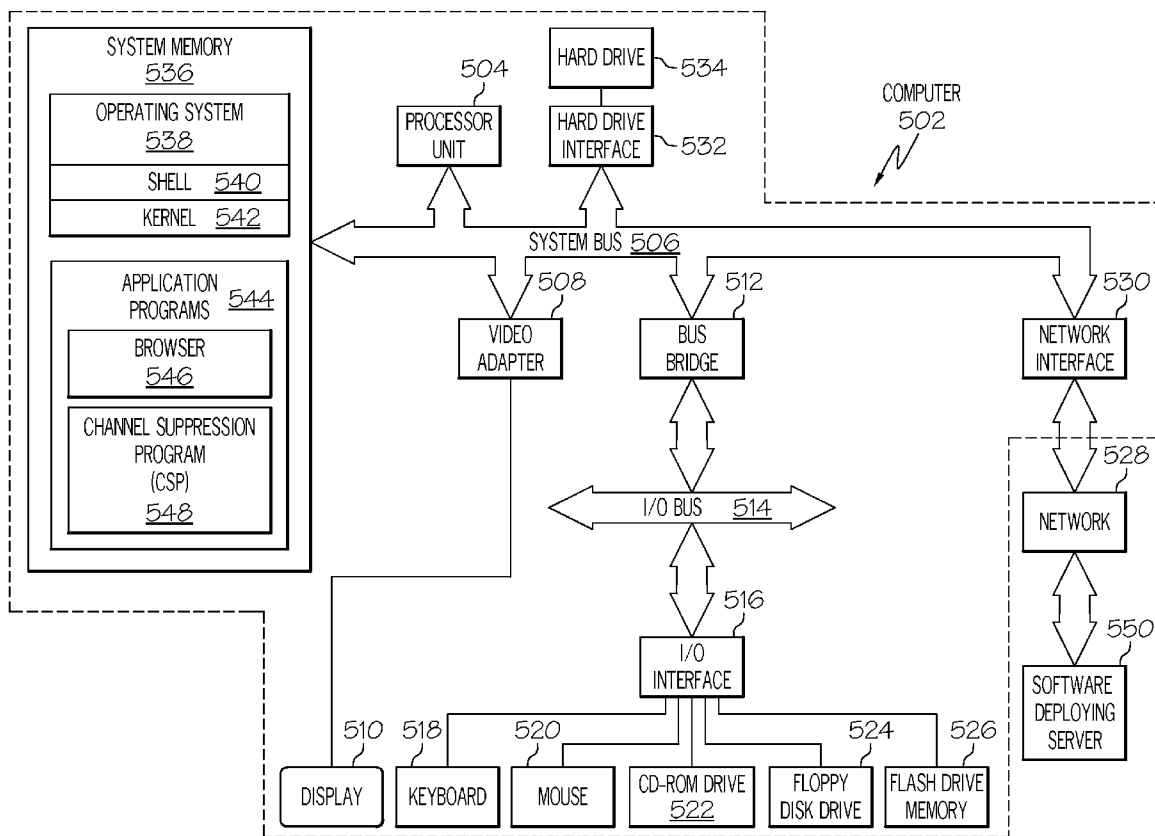 SYSTEM MEMORY
536
OPERATING SYSTEM
538
SHELL 540
KERNEL 542
APPLICATION
PROGRAMS 544
BROWSER
546
CHANNEL SUPPRESSION
PROGRAM
(CSP)
548
504
PROCESSOR
UNIT
HARD DRIVE
534
HARD DRIVE
INTERFACE
532
COMPUTER
502
SYSTEM BUS 506
508
VIDEO
ADAPTER
512
BUS
BRIDGE
530
NETWORK
INTERFACE
528
NETWORK
I/O BUS 514
516
I/O
INTERFACE
550
SOFTWARE
DEPLOYING
SERVER
510
DISPLAY
518
KEYBOARD
520
MOUSE
CD-ROM DRIVE
522
524
FLOPPY
DISK DRIVE
526
FLASH DRIVE
MEMORY